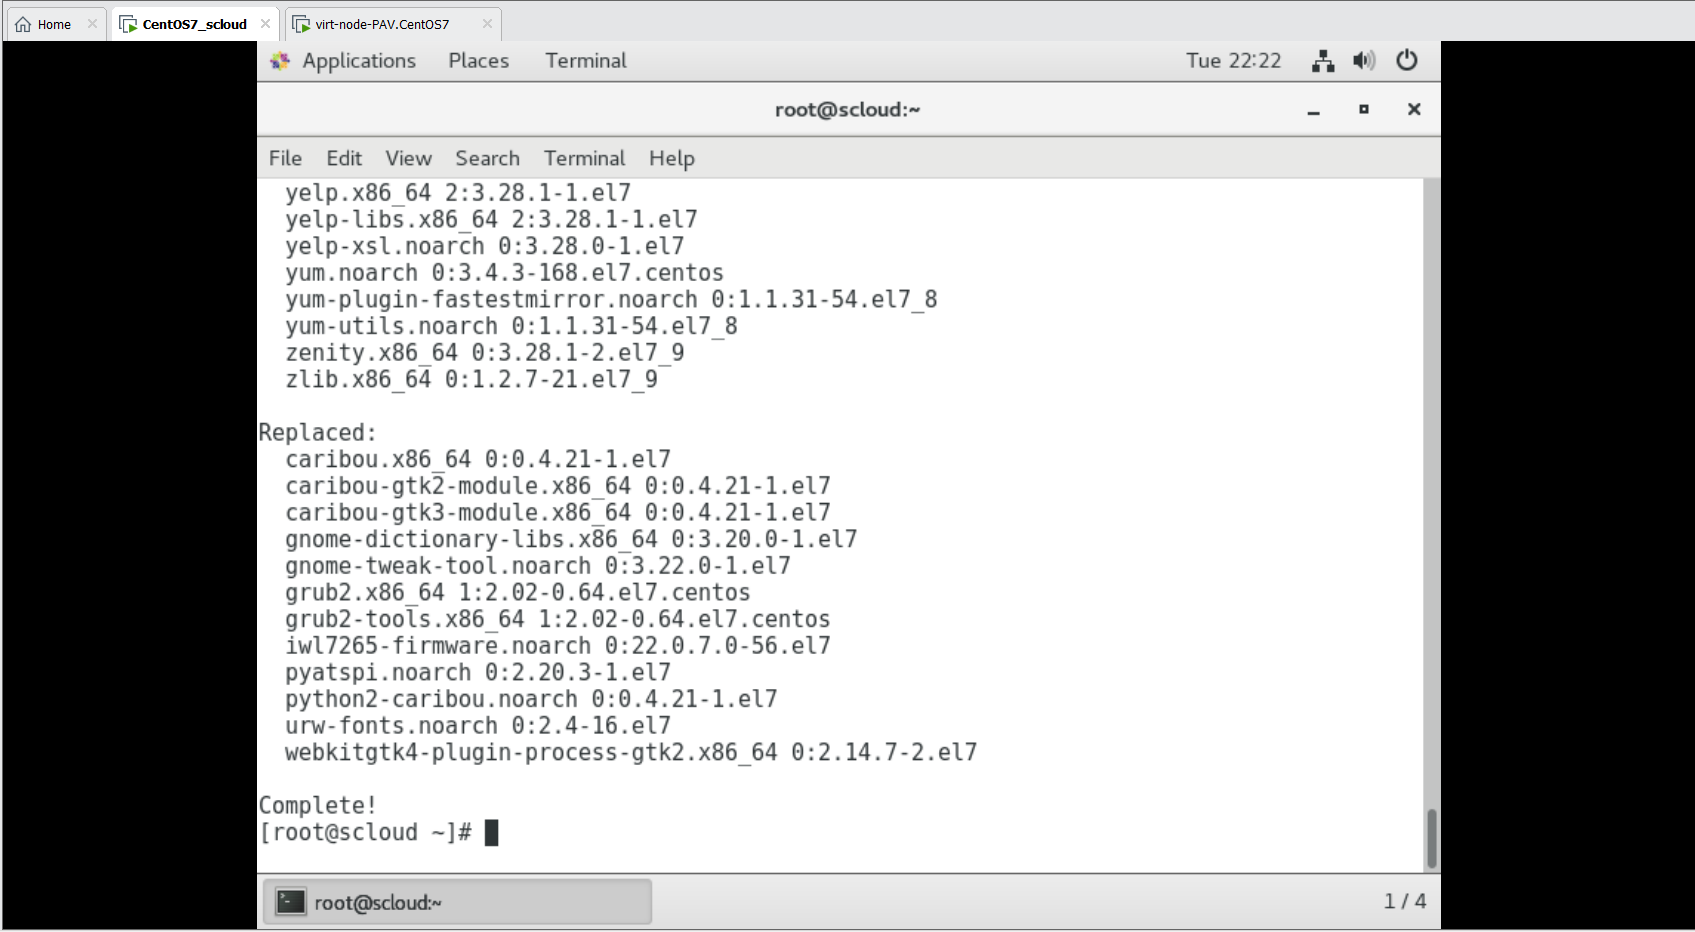 Home
CentOS7_scloud
virt-node-PAV.CentOS7
Applications Places Terminal Tue 22:22
root@scloud:~
File Edit View Search Terminal Help
yelp.x86_64 2:3.28.1-1.el7
yelp-libs.x86_64 2:3.28.1-1.el7
yelp-xsl.noarch 0:3.28.0-1.el7
yum.noarch 0:3.4.3-168.el7.centos
yum-plugin-fastestmirror.noarch 0:1.1.31-54.el7_8
yum-utils.noarch 0:1.1.31-54.el7_8
zenity.x86_64 0:3.28.1-2.el7_9
zlib.x86_64 0:1.2.7-21.el7_9
Replaced:
caribou.x86_64 0:0.4.21-1.el7
caribou-gtk2-module.x86_64 0:0.4.21-1.el7
caribou-gtk3-module.x86_64 0:0.4.21-1.el7
gnome-dictionary-libs.x86_64 0:3.20.0-1.el7
gnome-tweak-tool.noarch 0:3.22.0-1.el7
grub2.x86_64 1:2.02-0.64.el7.centos
grub2-tools.x86_64 1:2.02-0.64.el7.centos
iwl7265-firmware.noarch 0:22.0.7.0-56.el7
pyatspi.noarch 0:2.20.3-1.el7
python2-caribou.noarch 0:0.4.21-1.el7
urw-fonts.noarch 0:2.4-16.el7
webkitgtk4-plugin-process-gtk2.x86_64 0:2.14.7-2.el7
Complete!
[root@scloud ~]#
root@scloud:~
1 / 4